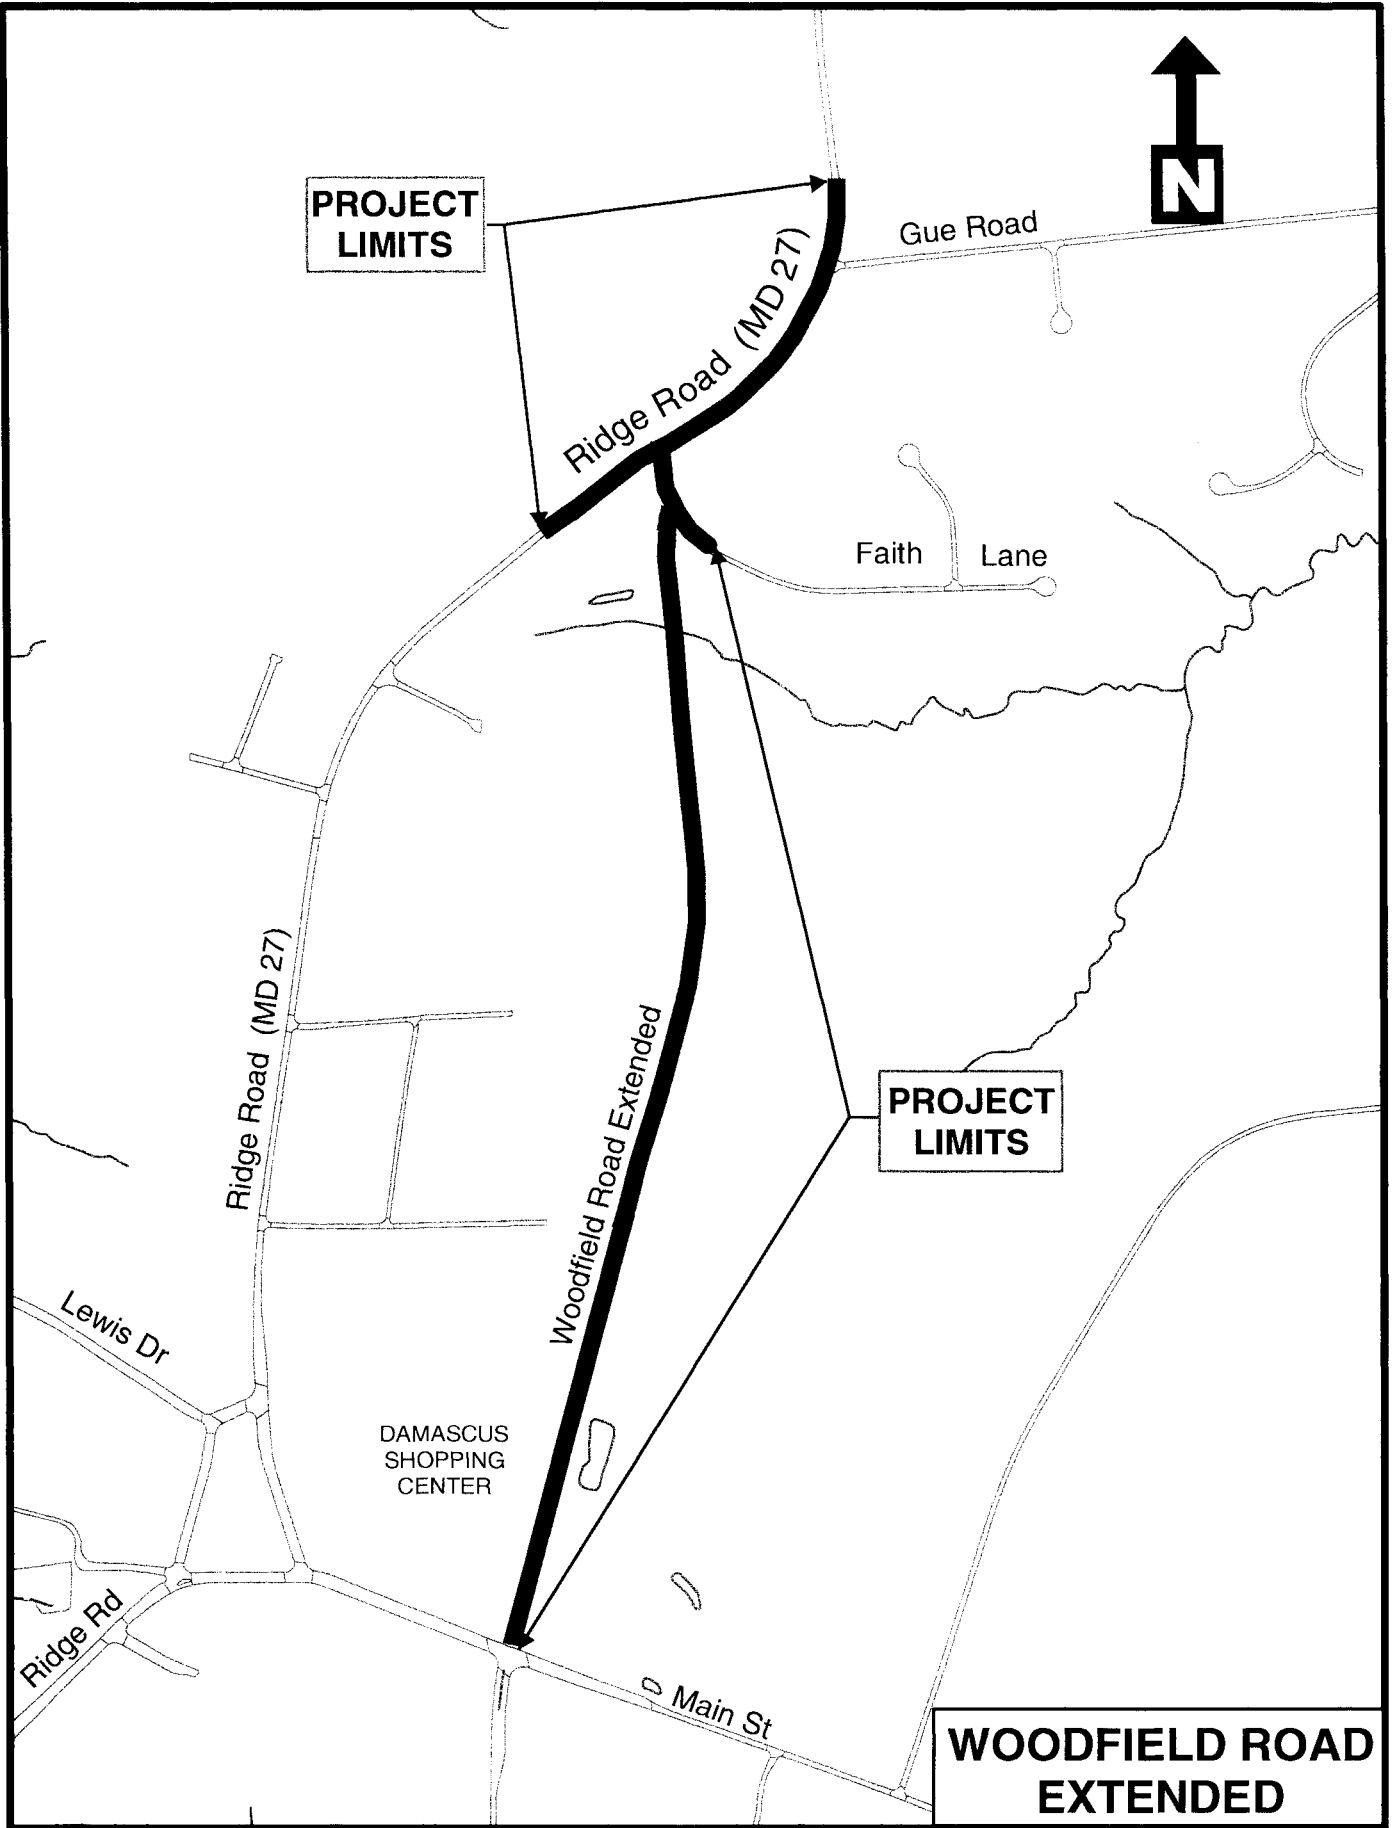 N
PROJECT
LIMITS
Gue Road
Ridge Road (MD 27)
Faith Lane
Ridge Road (MD 27)
Woodfield Road Extended
PROJECT
LIMITS
Lewis Dr
DAMASCUS
SHOPPING
CENTER
Ridge Rd
Main St
WOODFIELD ROAD
EXTENDED